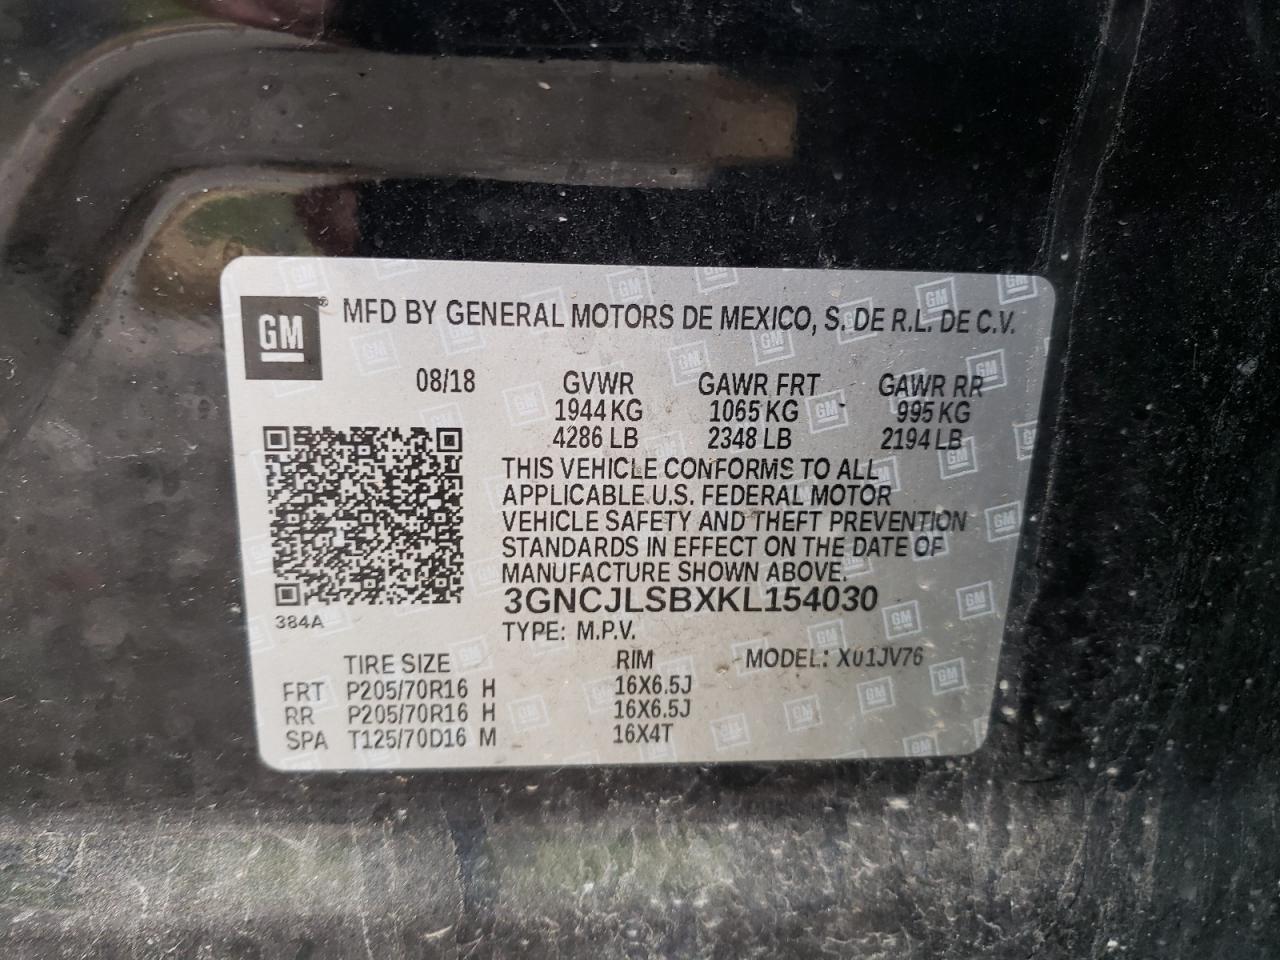 GM ® MFD BY GENERAL MOTORS DE MEXICO, S. DE R.L. DE C.V.
08/18 GVWR GAWR FRT GAWR RR
1944 KG 1065 KG 995 KG
4286 LB 2348 LB 2194 LB
THIS VEHICLE CONFORMS TO ALL
APPLICABLE U.S. FEDERAL MOTOR
VEHICLE SAFETY AND THEFT PREVENTION
STANDARDS IN EFFECT ON THE DATE OF
MANUFACTURE SHOWN ABOVE.
3GNCJLSBXKL154030
384A
TYPE: M.P.V.
TIRE SIZE RIM MODEL: X01JV76
FRT P205/70R16 H 16X6.5J
RR P205/70R16 H 16X6.5J
SPA T125/70D16 M 16X4T